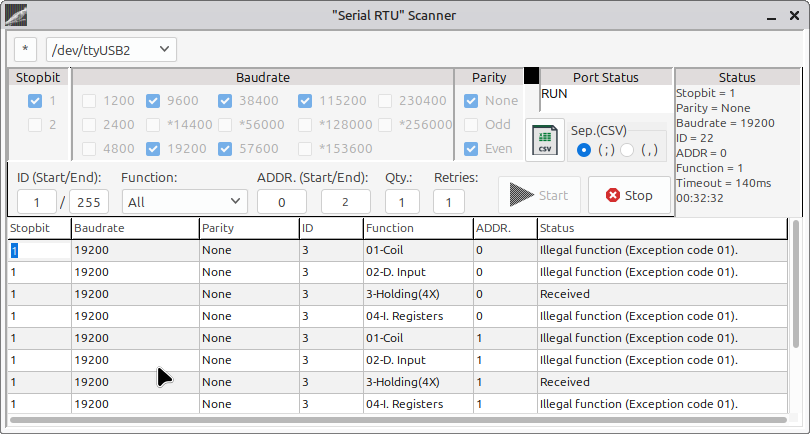 "Serial RTU" Scanner
* /dev/ttyUSB2
Stopbit Baudrate Parity Port Status Status
1 1200 9600 38400 115200 230400 None RUN Stopbit = 1
Parity = None
2 2400 *14400 *56000 *128000 *256000 Odd CSV Sep.(CSV) Baudrate = 19200
ID = 22
4800 19200 57600 *153600 Even (;) (,) ADDR = 0
Function = 1
ID (Start/End): Function: ADDR. (Start/End): Qty.: Retries: Timeout = 140ms
1 / 255 All 0 2 1 1 Start Stop 00:32:32
Stopbit Baudrate Parity ID Function ADDR. Status
1 19200 None 3 01-Coil 0 Illegal function (Exception code 01).
1 19200 None 3 02-D. Input 0 Illegal function (Exception code 01).
1 19200 None 3 3-Holding(4X) 0 Received
1 19200 None 3 04-I. Registers 0 Illegal function (Exception code 01).
1 19200 None 3 01-Coil 1 Illegal function (Exception code 01).
1 19200 None 3 02-D. Input 1 Illegal function (Exception code 01).
1 19200 None 3 3-Holding(4X) 1 Received
1 19200 None 3 04-I. Registers 1 Illegal function (Exception code 01).